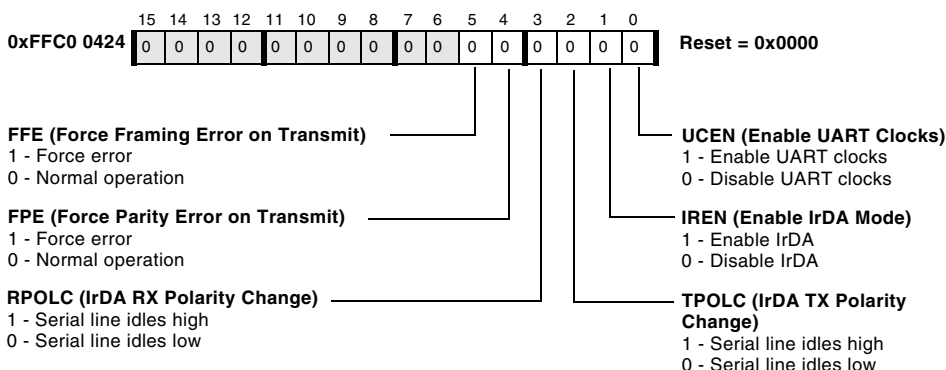 15 14 13 12 11 10 9 8 7 6 5 4 3 2 1 0
0xFFC0 0424 0 0 0 0 0 0 0 0 0 0 0 0 0 0 0 0 Reset = 0x0000
FFE (Force Framing Error on Transmit)
1 - Force error
0 - Normal operation
FPE (Force Parity Error on Transmit)
1 - Force error
0 - Normal operation
RPOLC (IrDA RX Polarity Change)
1 - Serial line idles high
0 - Serial line idles low
UCEN (Enable UART Clocks)
1 - Enable UART clocks
0 - Disable UART clocks
IREN (Enable IrDA Mode)
1 - Enable IrDA
0 - Disable IrDA
TPOLC (IrDA TX Polarity
Change)
1 - Serial line idles high
0 - Serial line idles low